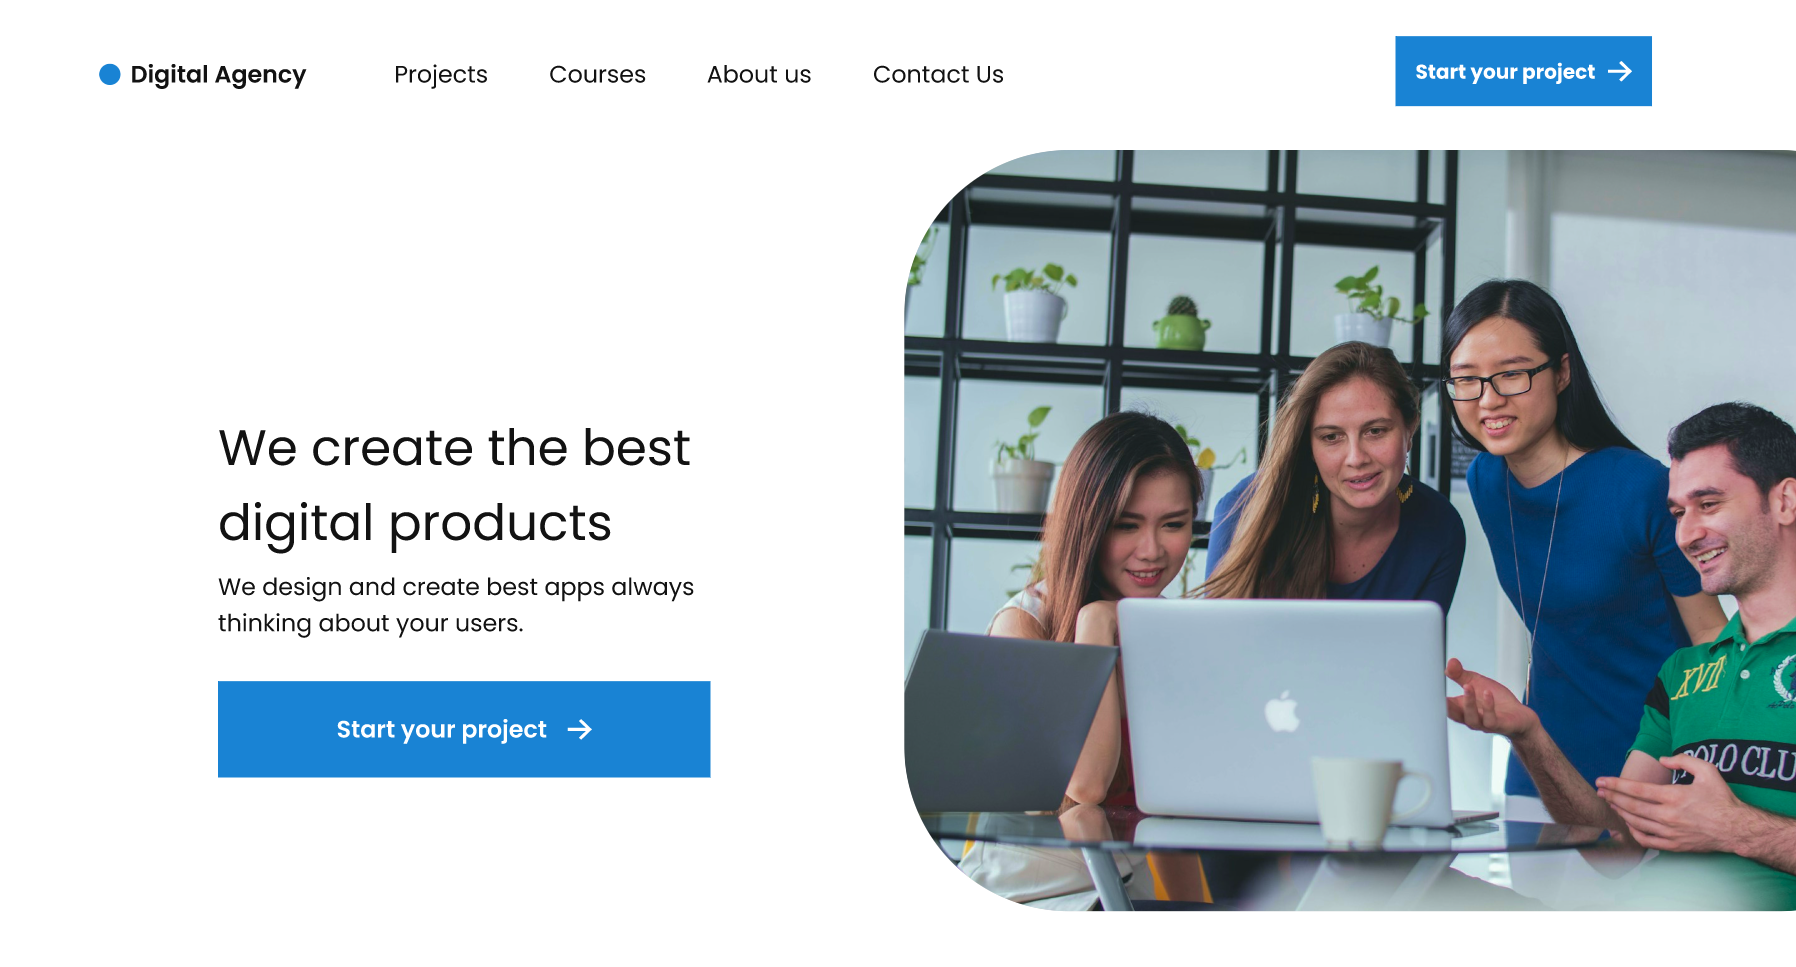 Digital Agency
Projects
Courses
About us
Contact Us
Start your project
We create the best
digital products
We design and create best apps always
thinking about your users.
Start your project
XVII
POLO CLU